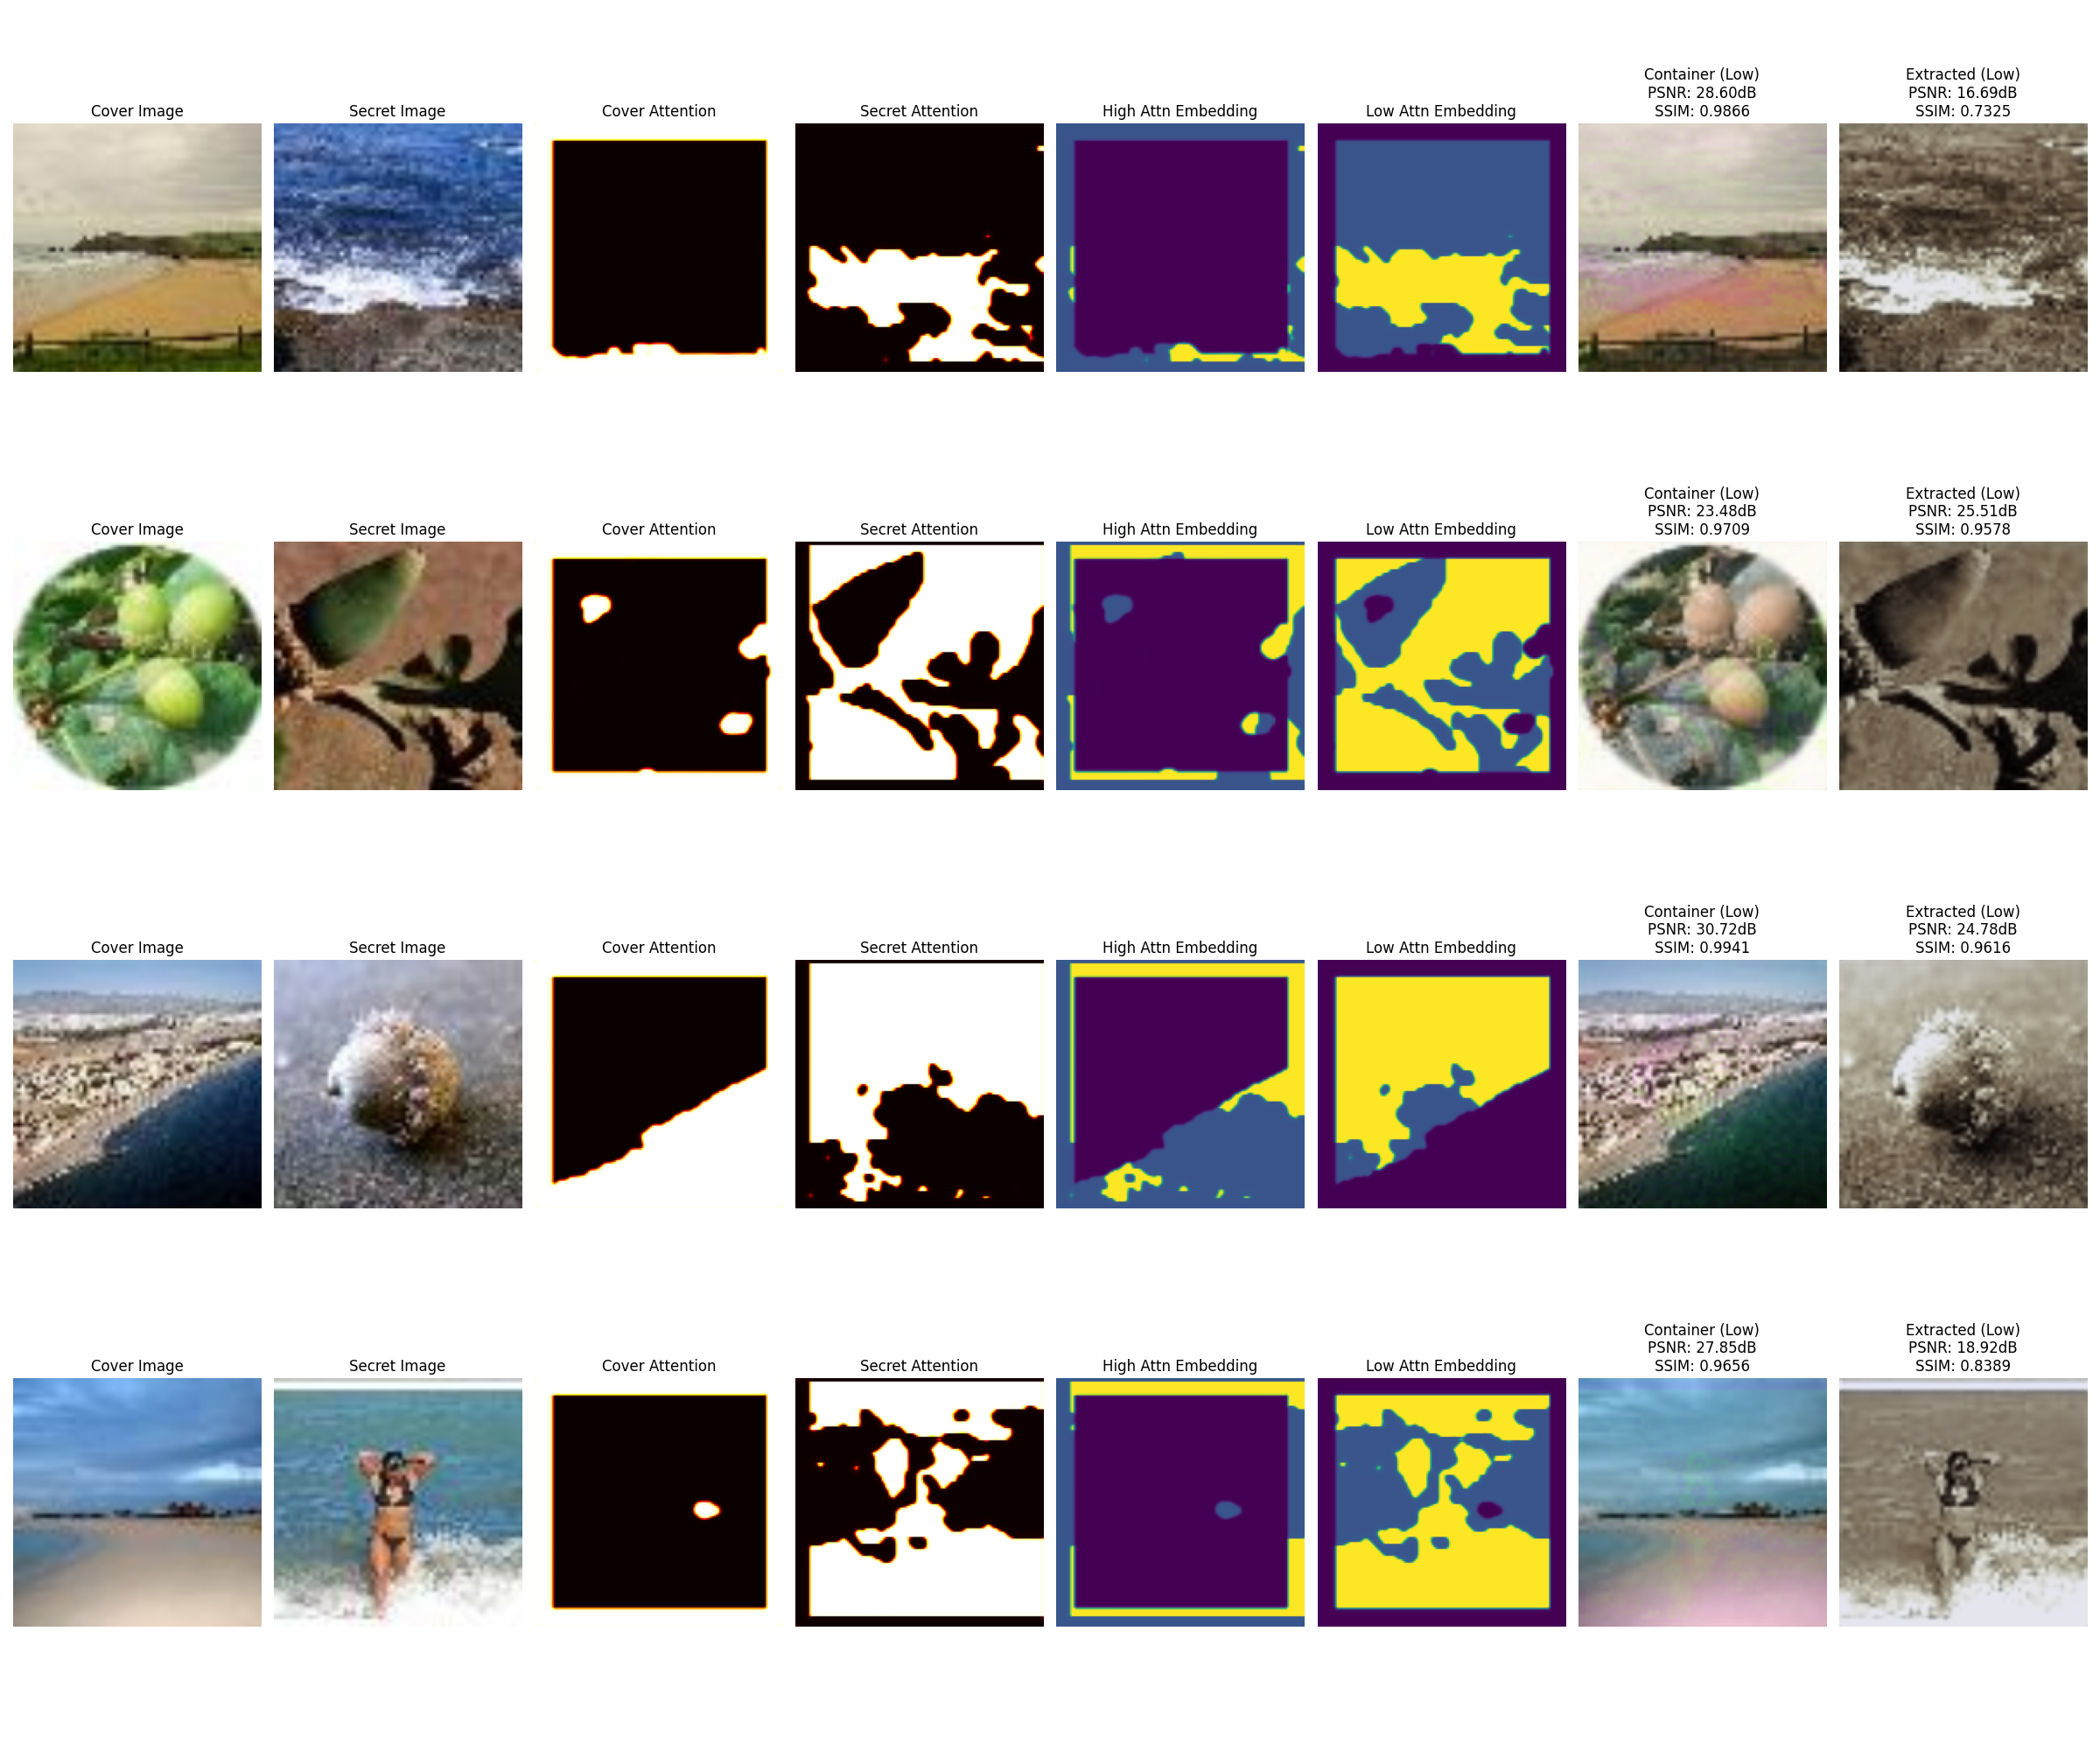 Cover Image
Secret Image
Cover Attention
Secret Attention
High Attn Embedding
Low Attn Embedding
Container (Low)
PSNR: 28.60dB
SSIM: 0.9866
Extracted (Low)
PSNR: 16.69dB
SSIM: 0.7325
Cover Image
Secret Image
Cover Attention
Secret Attention
High Attn Embedding
Low Attn Embedding
Container (Low)
PSNR: 23.48dB
SSIM: 0.9709
Extracted (Low)
PSNR: 25.51dB
SSIM: 0.9578
Cover Image
Secret Image
Cover Attention
Secret Attention
High Attn Embedding
Low Attn Embedding
Container (Low)
PSNR: 30.72dB
SSIM: 0.9941
Extracted (Low)
PSNR: 24.78dB
SSIM: 0.9616
Cover Image
Secret Image
Cover Attention
Secret Attention
High Attn Embedding
Low Attn Embedding
Container (Low)
PSNR: 27.85dB
SSIM: 0.9656
Extracted (Low)
PSNR: 18.92dB
SSIM: 0.8389